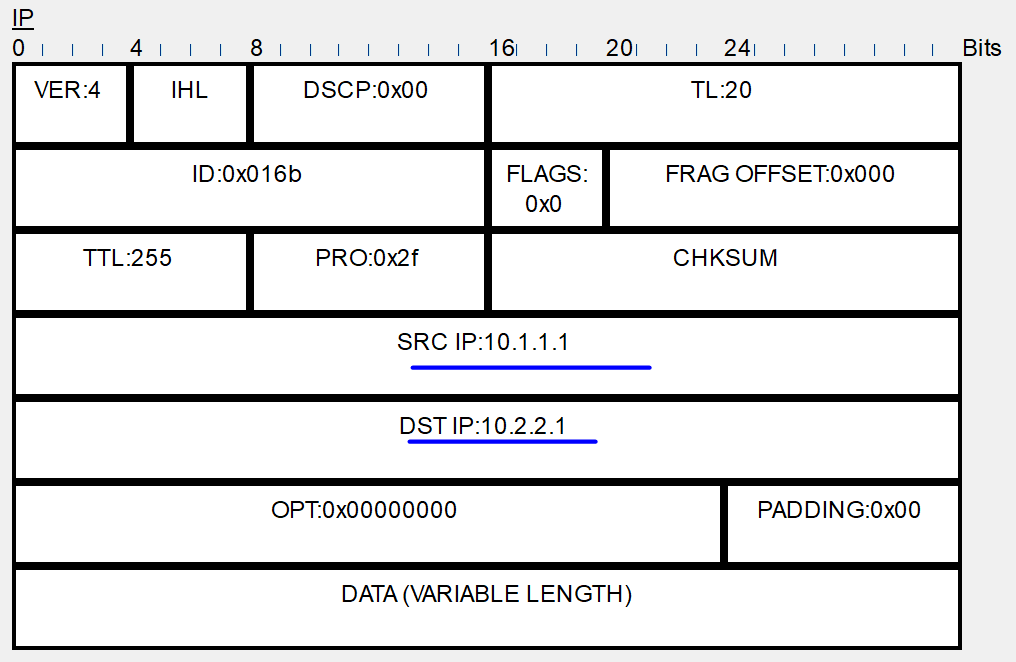 IP
0 4 8 16 20 24 Bits
VER:4 IHL DSCP:0x00 TL:20
ID:0x016b FLAGS: 0x0 FRAG OFFSET:0x000
TTL:255 PRO:0x2f CHKSUM
SRC IP:10.1.1.1
DST IP:10.2.2.1
OPT:0x00000000 PADDING:0x00
DATA (VARIABLE LENGTH)